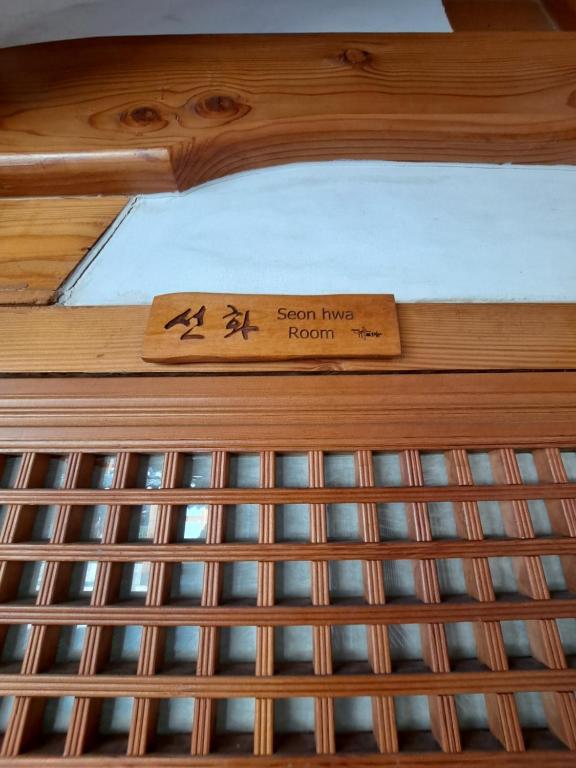 선화 Seon hwa
Room